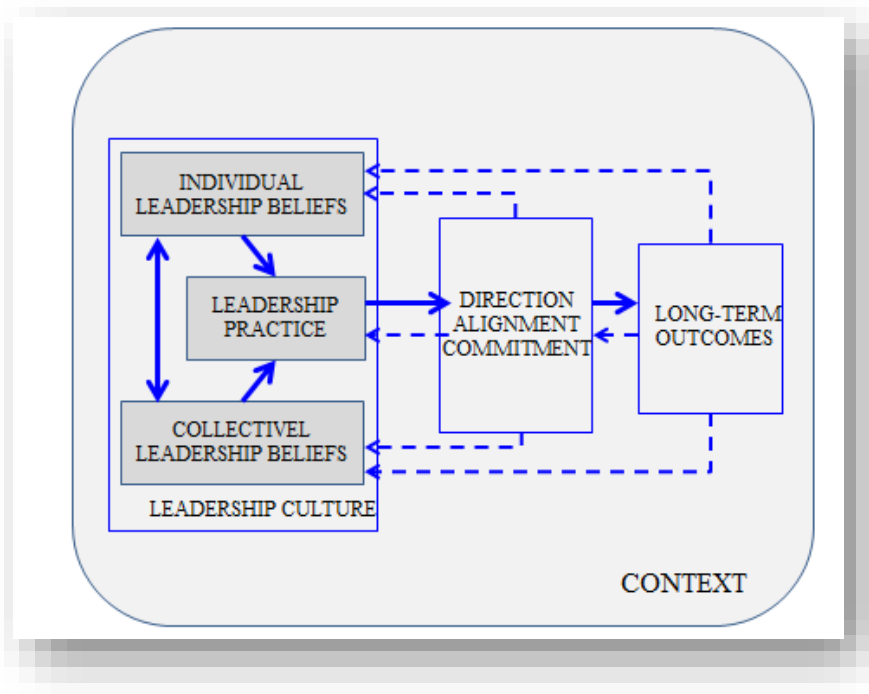 INDIVIDUAL
LEADERSHIP BELIEFS
LEADERSHIP
PRACTICE
COLLECTIVEL
LEADERSHIP BELIEFS
LEADERSHIP CULTURE
DIRECTION
ALIGNMENT
COMMITMENT
LONG-TERM
OUTCOMES
CONTEXT